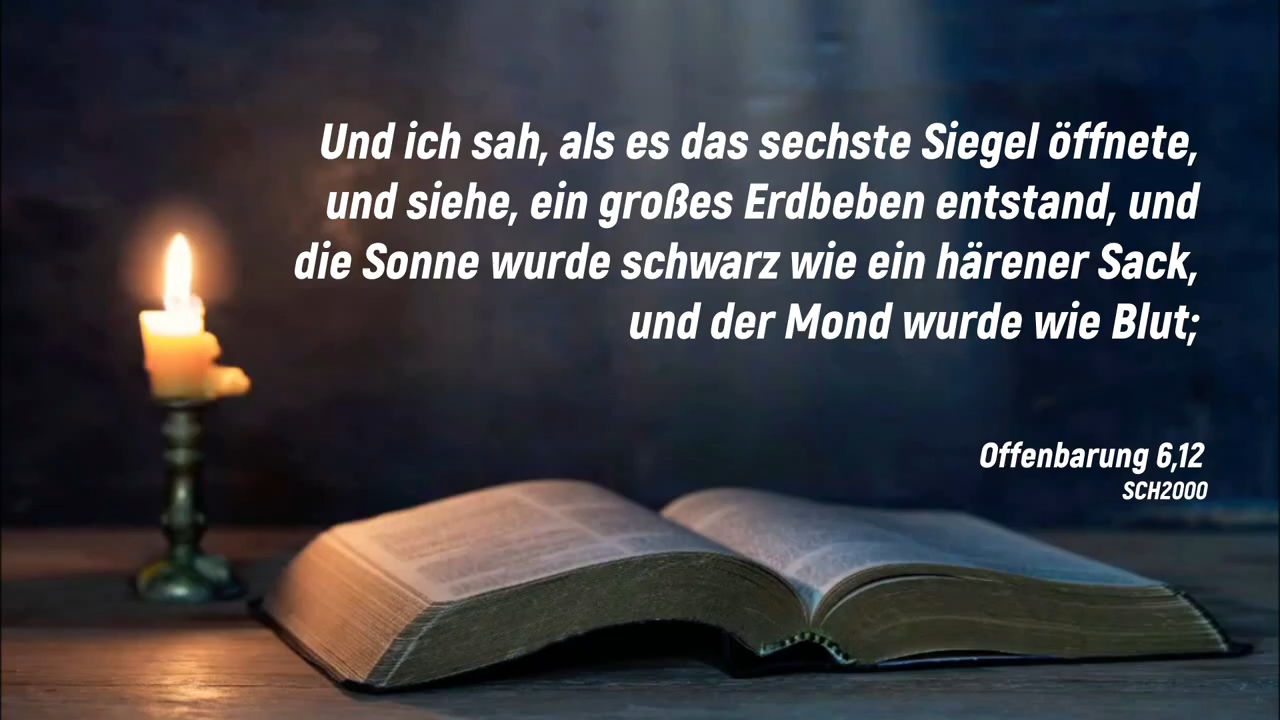 Und ich sah, als es das sechste Siegel öffnete,
und siehe, ein großes Erdbeben entstand, und
die Sonne wurde schwarz wie ein härener Sack,
und der Mond wurde wie Blut;
Offenbarung 6,12
SCH2000